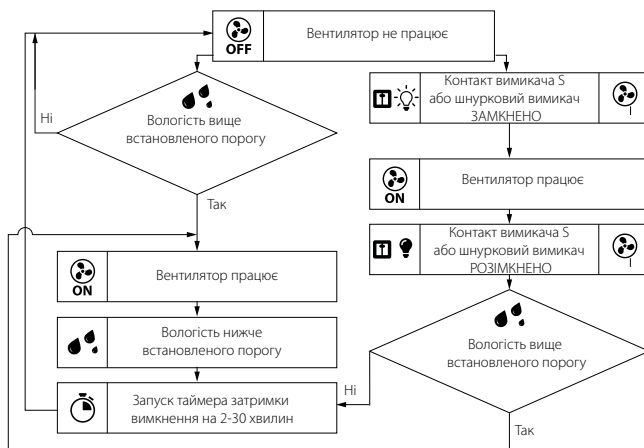 OFF
Вентилятор не працює
Контакт вимикача S
або шнурковий вимикач
ЗАМКНЕНО
Вологість вище
встановленого порогу
Ні
Так
ON
Вентилятор працює
Контакт вимикача S
або шнурковий вимикач
РОЗІМКНЕНО
ON
Вентилятор працює
Вологість нижче
встановленого порогу
Запуск таймера затримки
вимкнення на 2-30 хвилин
Вологість вище
встановленого порогу
Ні
Так